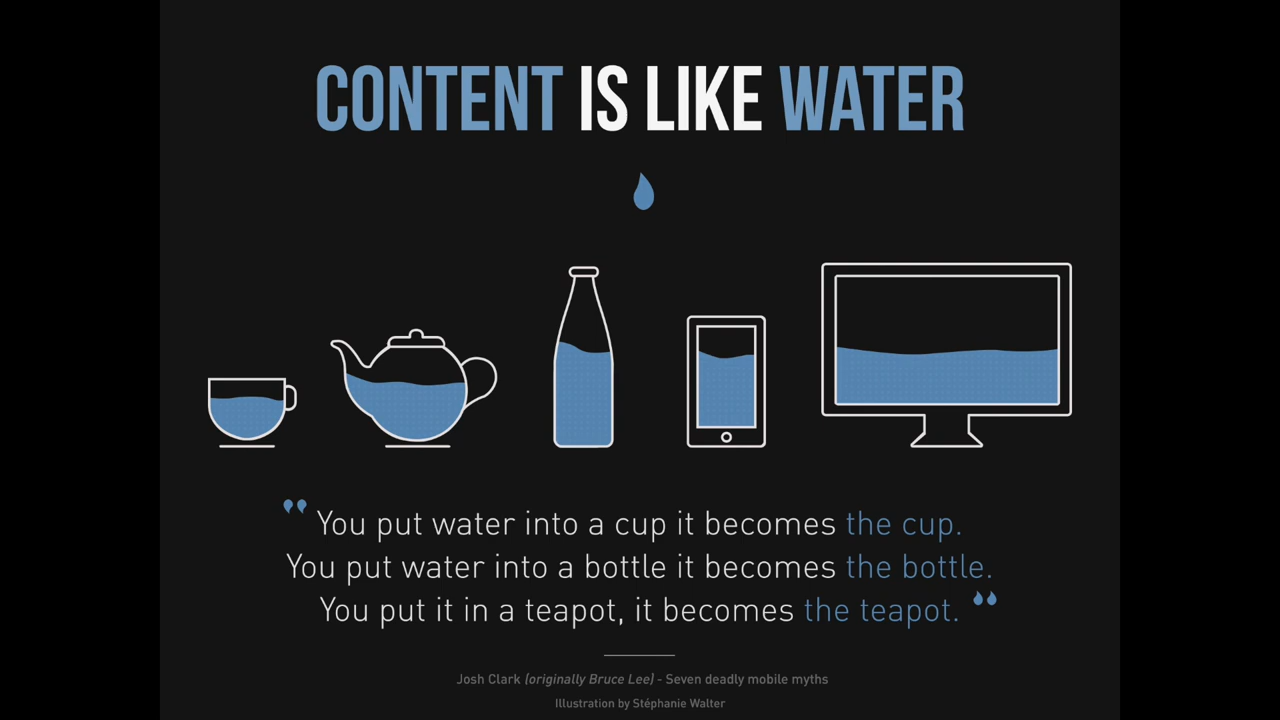 CONTENT IS LIKE WATER
You put water into a cup it becomes the cup.
You put water into a bottle it becomes the bottle.
You put it in a teapot, it becomes the teapot.
Josh Clark (originally Bruce Lee) - Seven deadly mobile myths
Illustration by Stéphanie Walter